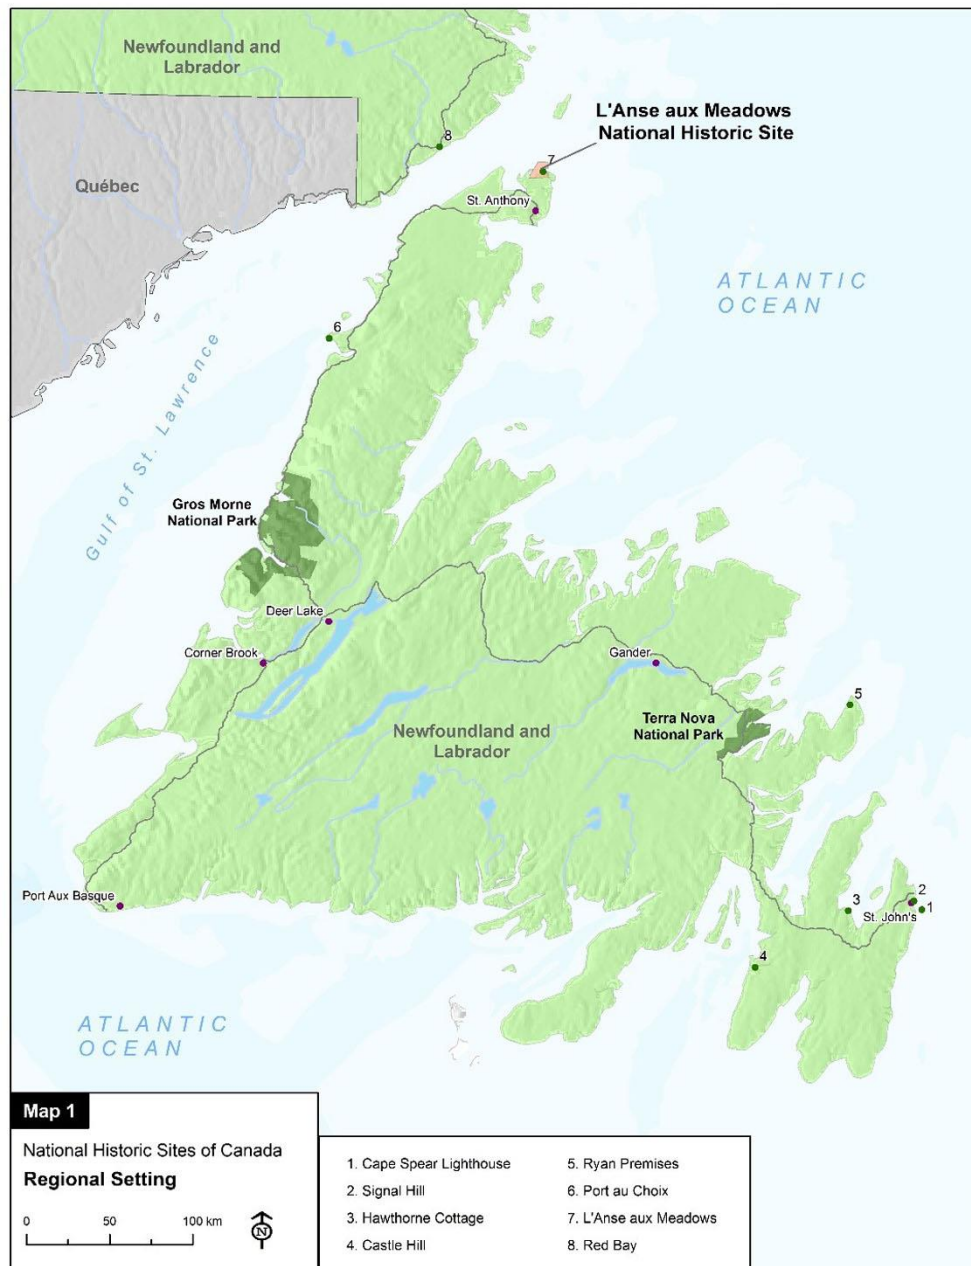 Newfoundland and
Labrador
8
L'Anse aux Meadows
National Historic Site
7
Québec
St. Anthony
ATLANTIC
OCEAN
6
Gulf of St. Lawrence
Gros Morne
National Park
Deer Lake
Corner Brook
Gander
5
Terra Nova
National Park
Newfoundland and
Labrador
Port Aux Basque
2
3
1
St. John's
4
ATLANTIC
OCEAN
Map 1
National Historic Sites of Canada
Regional Setting
0 50 100 km
N
1. Cape Spear Lighthouse
2. Signal Hill
3. Hawthorne Cottage
4. Castle Hill
5. Ryan Premises
6. Port au Choix
7. L'Anse aux Meadows
8. Red Bay